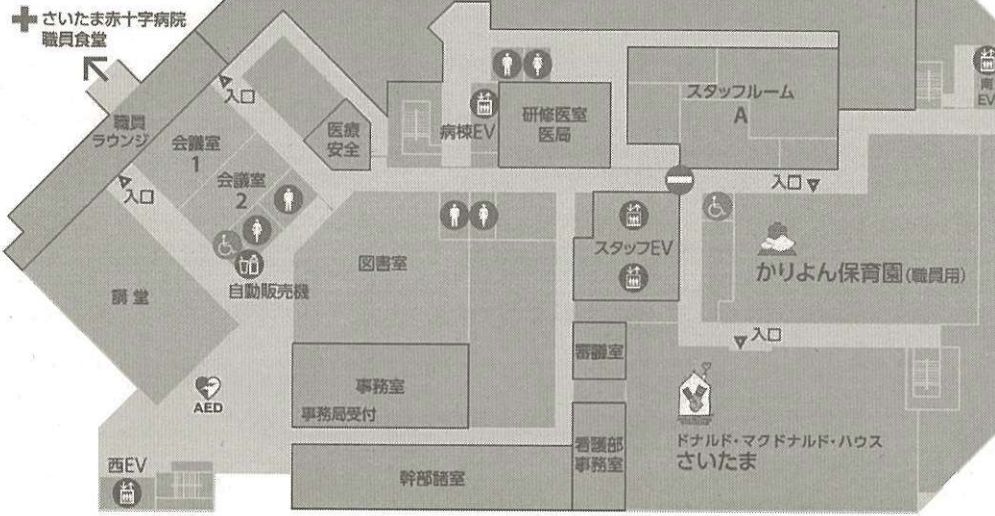 さいたま赤十字病院
職員食堂
職員
ラウンジ
入口
会議室
1
会議室
2
入口
医療
安全
病棟EV
研修医室
医局
スタッフルーム
A
南
EV
入口
スタッフEV
かりよん保育園(職員用)
図書室
自動販売機
講堂
AED
事務室
事務局受付
審議室
入口
ドナルド・マクドナルド・ハウス
さいたま
看護部
事務室
幹部諸室
西EV